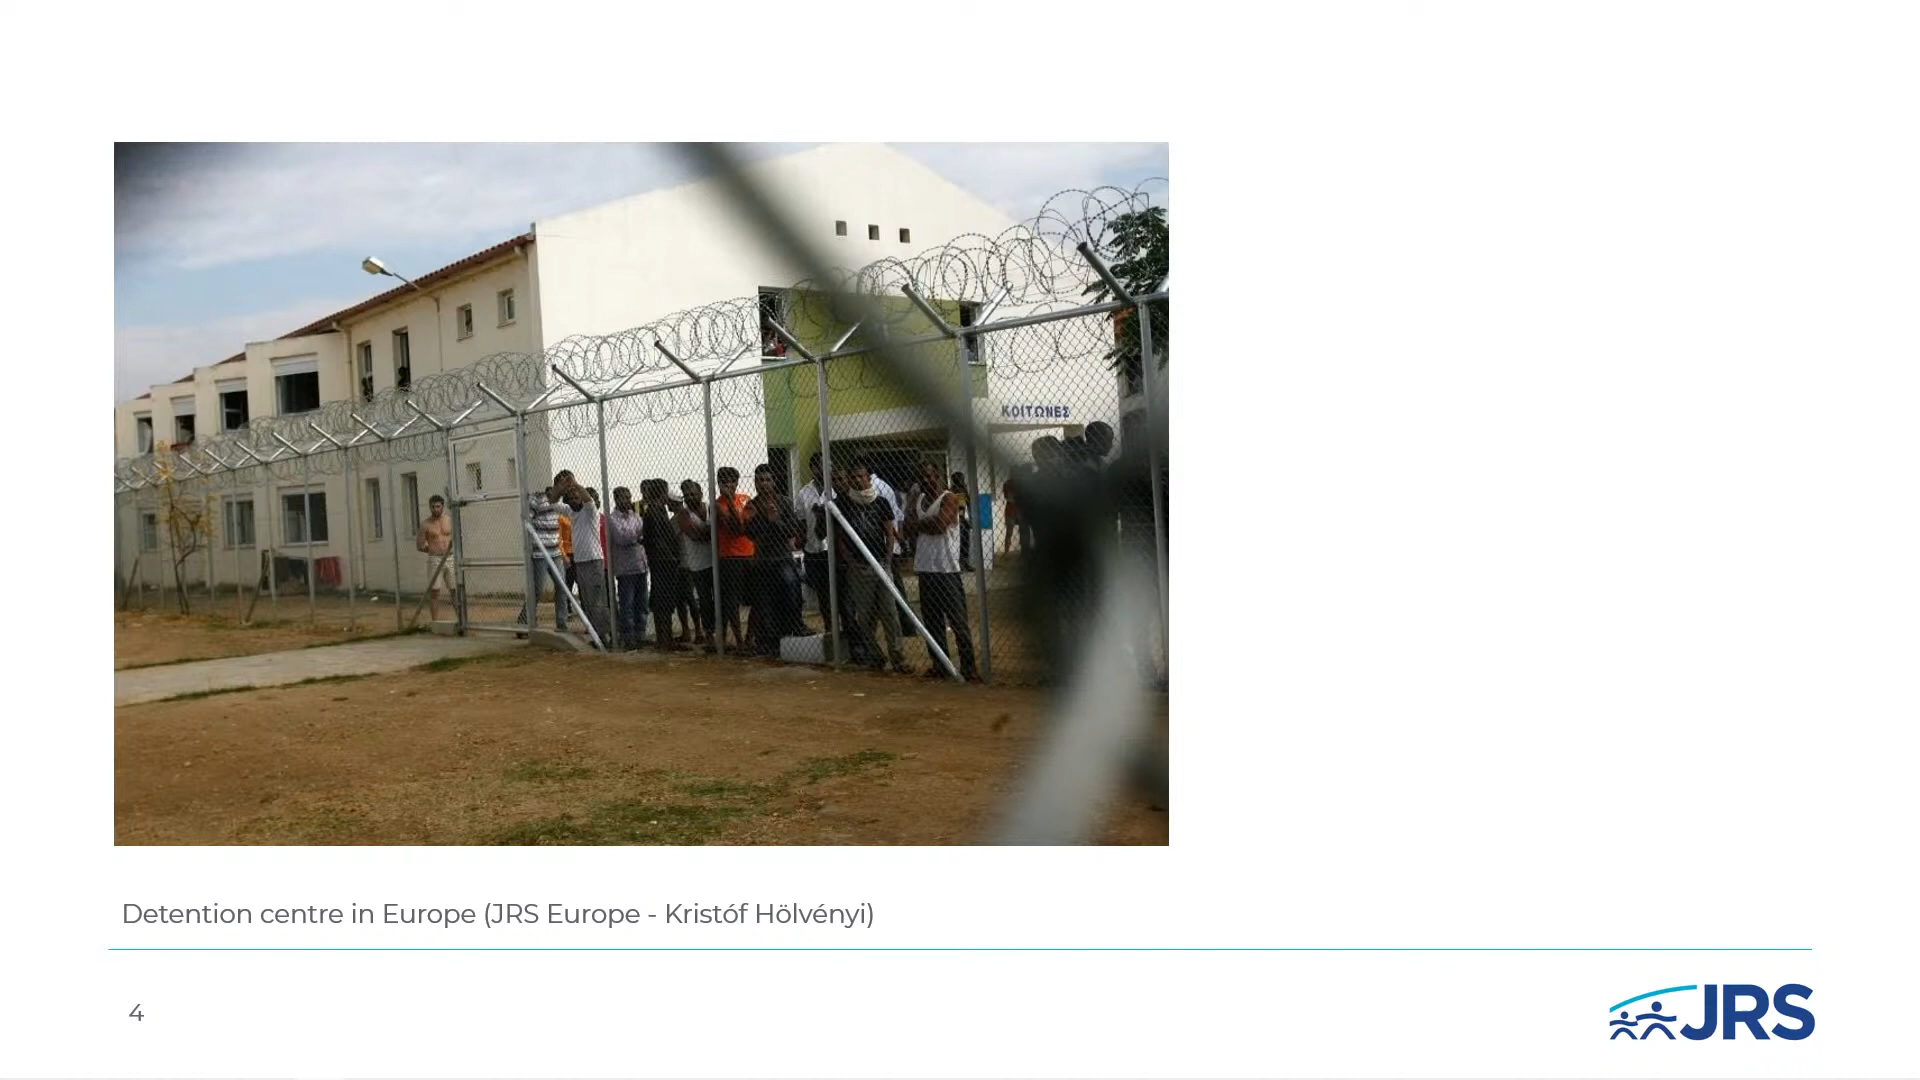 ΚΟΙΤΩΝΕΣ
Detention centre in Europe (JRS Europe - Kristóf Hölvényi)
4
JRS